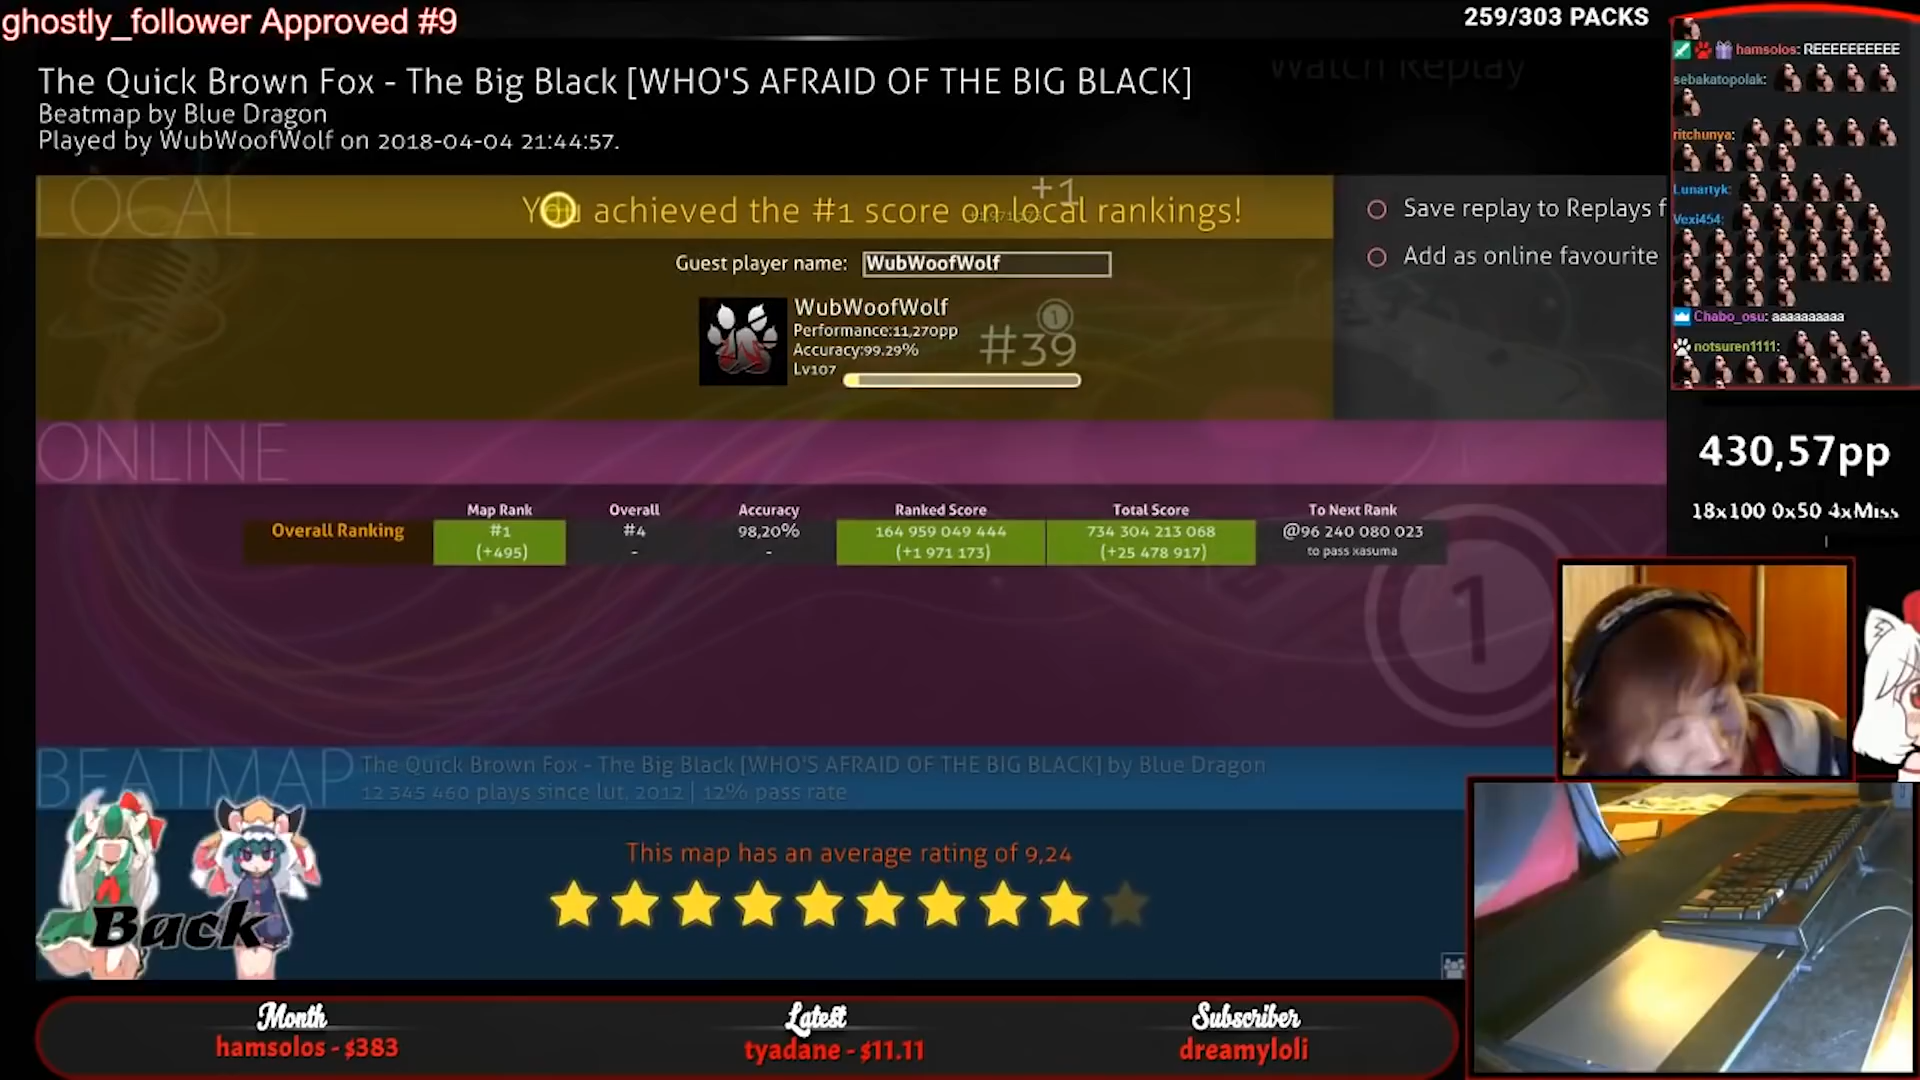 ghostly_follower Approved #9
259/303 PACKS
The Quick Brown Fox - The Big Black [WHO'S AFRAID OF THE BIG BLACK]
Watch Replay
Beatmap by Blue Dragon
Played by WubWoofWolf on 2018-04-04 21:44:57.
LOCAL
You achieved the #1 score on local rankings!
+1
Guest player name: WubWoofWolf
WubWoofWolf
Performance:11,270pp
Accuracy:99.29%
Lv107
#39
1
Save replay to Replays f
Add as online favourite
ONLINE
Map Rank Overall Accuracy Ranked Score Total Score To Next Rank
Overall Ranking #1 #4 98,20% 164 959 049 444 734 304 213 068 @96 240 080 023
(+495) - - (+1 971 173) (+25 478 917) to pass xasuma
1
BEATMAP
The Quick Brown Fox - The Big Black [WHO'S AFRAID OF THE BIG BLACK] by Blue Dragon
12 345 460 plays since lut, 2012 | 12% pass rate
This map has an average rating of 9,24
Back
hamsolos: REEEEEEEEEE
sebakatopolak:
ritchunya:
Lunartyk:
Vexi454:
Chabo_osu: aaaaaaaaaa
notsuren1111:
430,57pp
18x100 0x50 4xMiss
Month
hamsolos - $383
Latest
tyadane - $11.11
Subscriber
dreamyloli